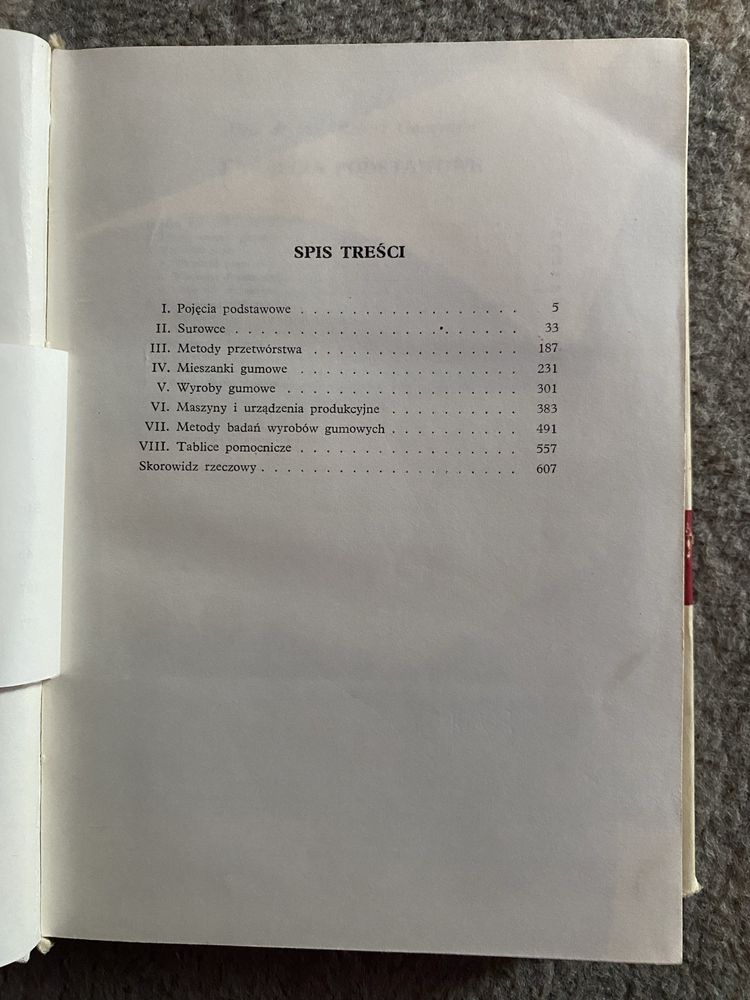 SPIS TREŚCI
I. Pojęcia podstawowe . . . . . . . . . . . . . . . . . 5
II. Surowce . . . . . . . . . . . . . . . . . . . . . . 33
III. Metody przetwórstwa . . . . . . . . . . . . . . . . 187
IV. Mieszanki gumowe . . . . . . . . . . . . . . . . . . 231
V. Wyroby gumowe . . . . . . . . . . . . . . . . . . 301
VI. Maszyny i urządzenia produkcyjne . . . . . . . . . . 383
VII. Metody badań wyrobów gumowych . . . . . . . . . . 491
VIII. Tablice pomocnicze . . . . . . . . . . . . . . . . . 557
Skorowidz rzeczowy . . . . . . . . . . . . . . . . . . . . 607